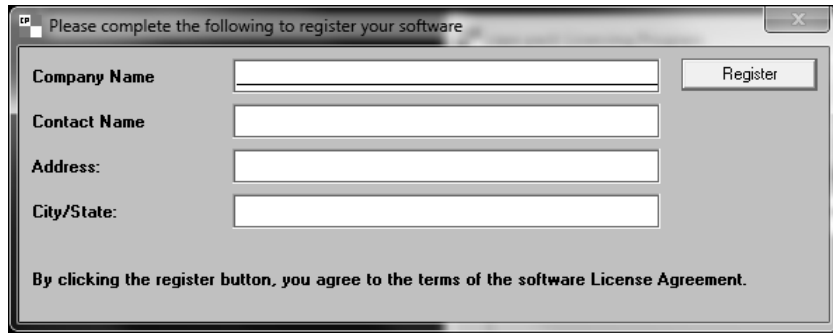 CP Please complete the following to register your software
Company Name
Register
Contact Name
Address:
City/State:
By clicking the register button, you agree to the terms of the software License Agreement.